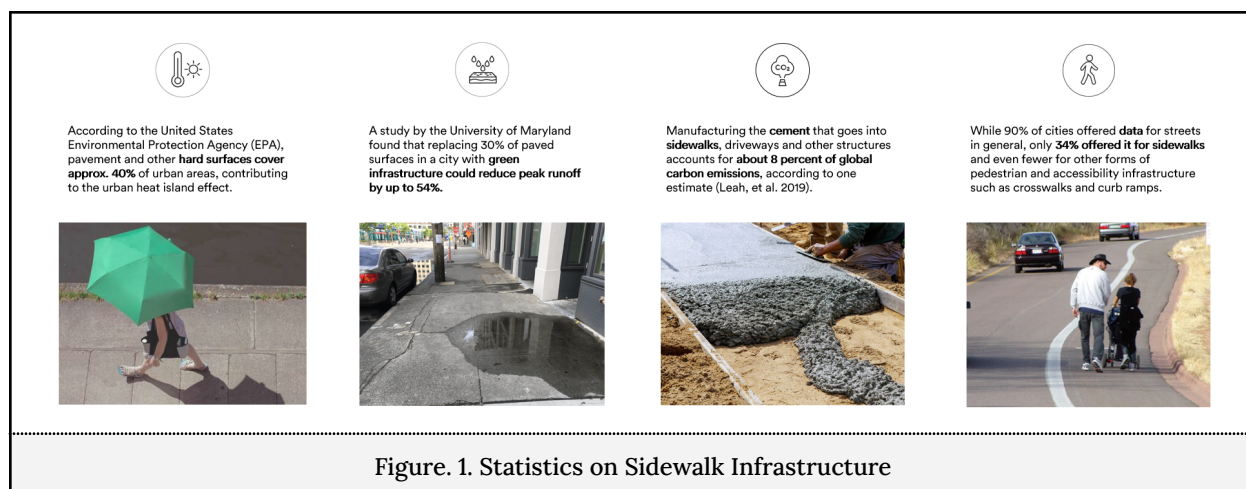 According to the United States
Environmental Protection Agency (EPA),
pavement and other hard surfaces cover
approx. 40% of urban areas, contributing
to the urban heat island effect.
A study by the University of Maryland
found that replacing 30% of paved
surfaces in a city with green
infrastructure could reduce peak runoff
by up to 54%.
CO₂
Manufacturing the cement that goes into
sidewalks, driveways and other structures
accounts for about 8 percent of global
carbon emissions, according to one
estimate (Leah, et al. 2019).
While 90% of cities offered data for streets
in general, only 34% offered it for sidewalks
and even fewer for other forms of
pedestrian and accessibility infrastructure
such as crosswalks and curb ramps.
Figure. 1. Statistics on Sidewalk Infrastructure